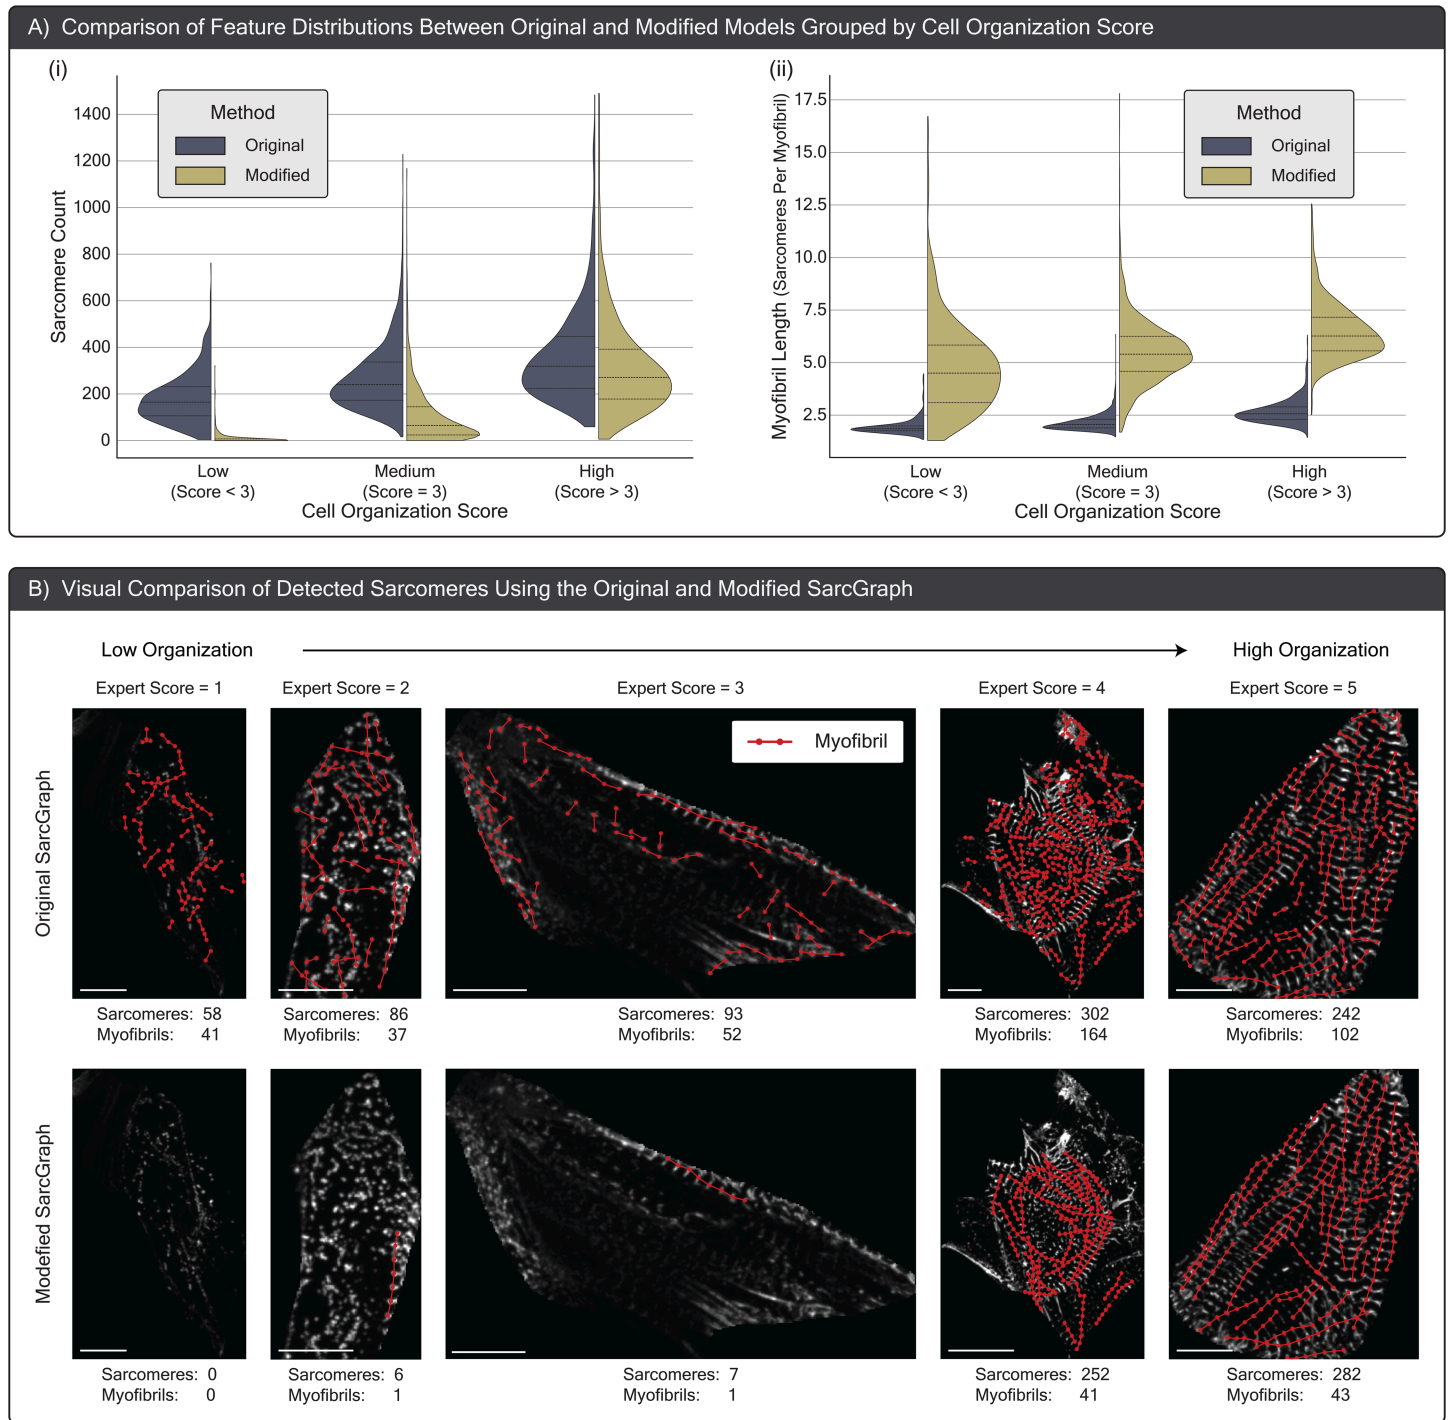 A) Comparison of Feature Distributions Between Original and Modified Models Grouped by Cell Organization Score
(i)
Sarcomere Count
1400
1200
1000
800
600
400
200
0
Method
Original
Modified
Low
(Score < 3)
Medium
(Score = 3)
High
(Score > 3)
Cell Organization Score
(ii)
Myofibril Length (Sarcomeres Per Myofibril)
17.5
15.0
12.5
10.0
7.5
5.0
2.5
Method
Original
Modified
Low
(Score < 3)
Medium
(Score = 3)
High
(Score > 3)
Cell Organization Score
B) Visual Comparison of Detected Sarcomeres Using the Original and Modified SarcGraph
Low Organization
High Organization
Expert Score = 1
Expert Score = 2
Expert Score = 3
Expert Score = 4
Expert Score = 5
Original SarcGraph
Myofibril
Sarcomeres: 58
Myofibrils: 41
Sarcomeres: 86
Myofibrils: 37
Sarcomeres: 93
Myofibrils: 52
Sarcomeres: 302
Myofibrils: 164
Sarcomeres: 242
Myofibrils: 102
Modefied SarcGraph
Sarcomeres: 0
Myofibrils: 0
Sarcomeres: 6
Myofibrils: 1
Sarcomeres: 7
Myofibrils: 1
Sarcomeres: 252
Myofibrils: 41
Sarcomeres: 282
Myofibrils: 43